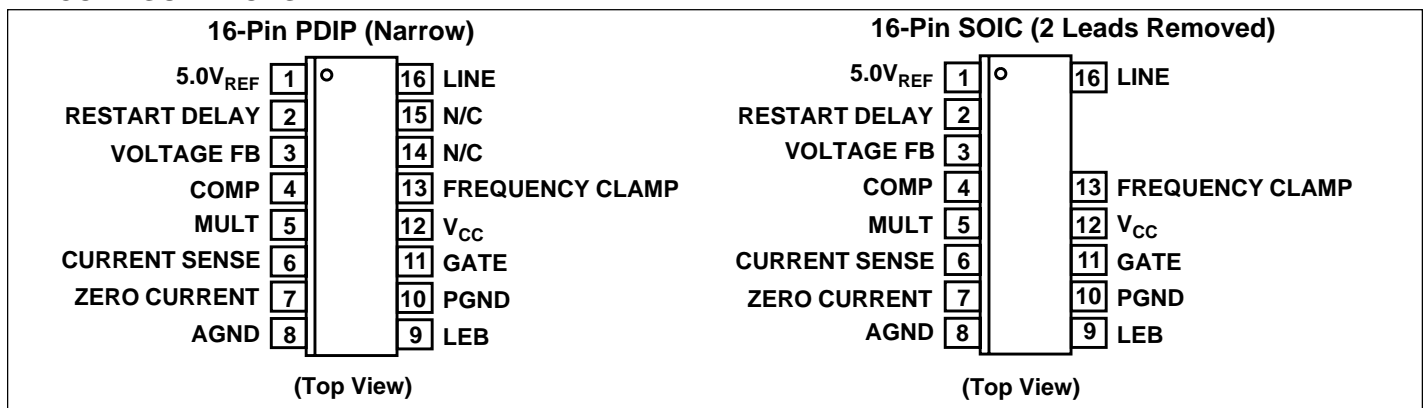 16-Pin PDIP (Narrow)
5.0VREF 1 16 LINE
RESTART DELAY 2 15 N/C
VOLTAGE FB 3 14 N/C
COMP 4 13 FREQUENCY CLAMP
MULT 5 12 VCC
CURRENT SENSE 6 11 GATE
ZERO CURRENT 7 10 PGND
AGND 8 9 LEB
(Top View)
16-Pin SOIC (2 Leads Removed)
5.0VREF 1 16 LINE
RESTART DELAY 2
VOLTAGE FB 3
COMP 4 13 FREQUENCY CLAMP
MULT 5 12 VCC
CURRENT SENSE 6 11 GATE
ZERO CURRENT 7 10 PGND
AGND 8 9 LEB
(Top View)